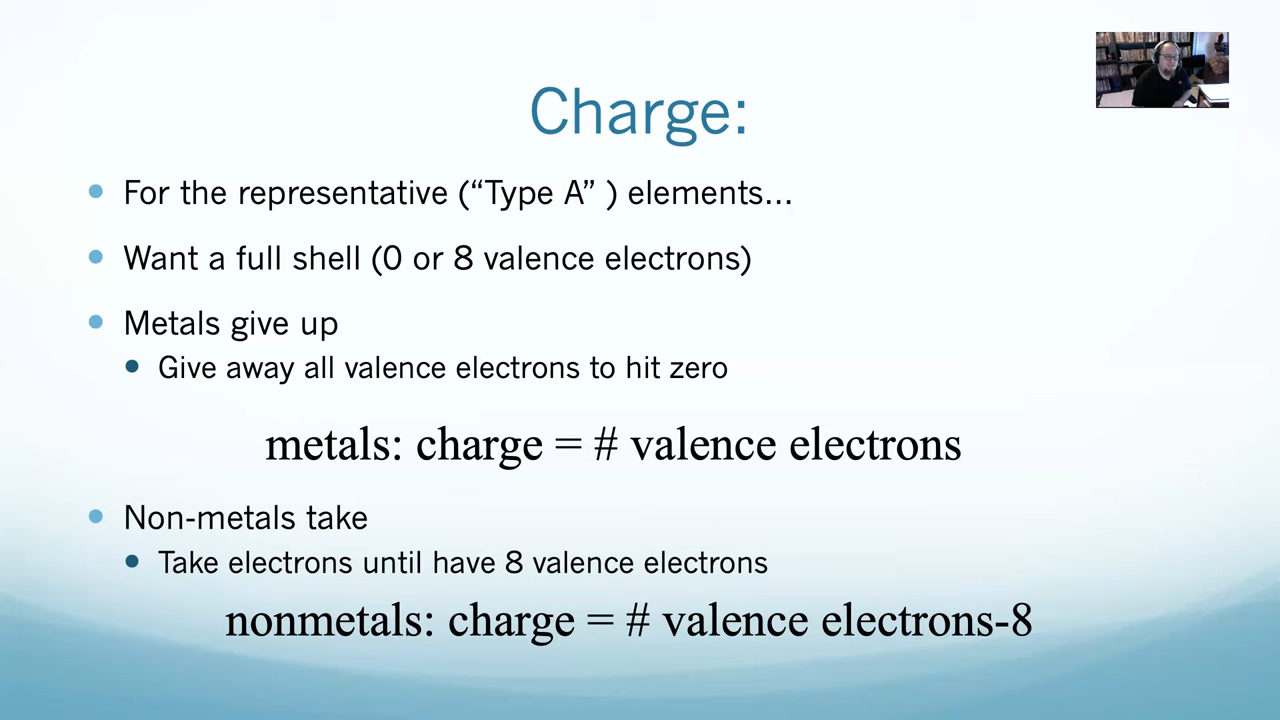 Charge:
For the representative (“Type A” ) elements...
Want a full shell (0 or 8 valence electrons)
Metals give up
Give away all valence electrons to hit zero
metals: charge = # valence electrons
Non-metals take
Take electrons until have 8 valence electrons
nonmetals: charge = # valence electrons-8